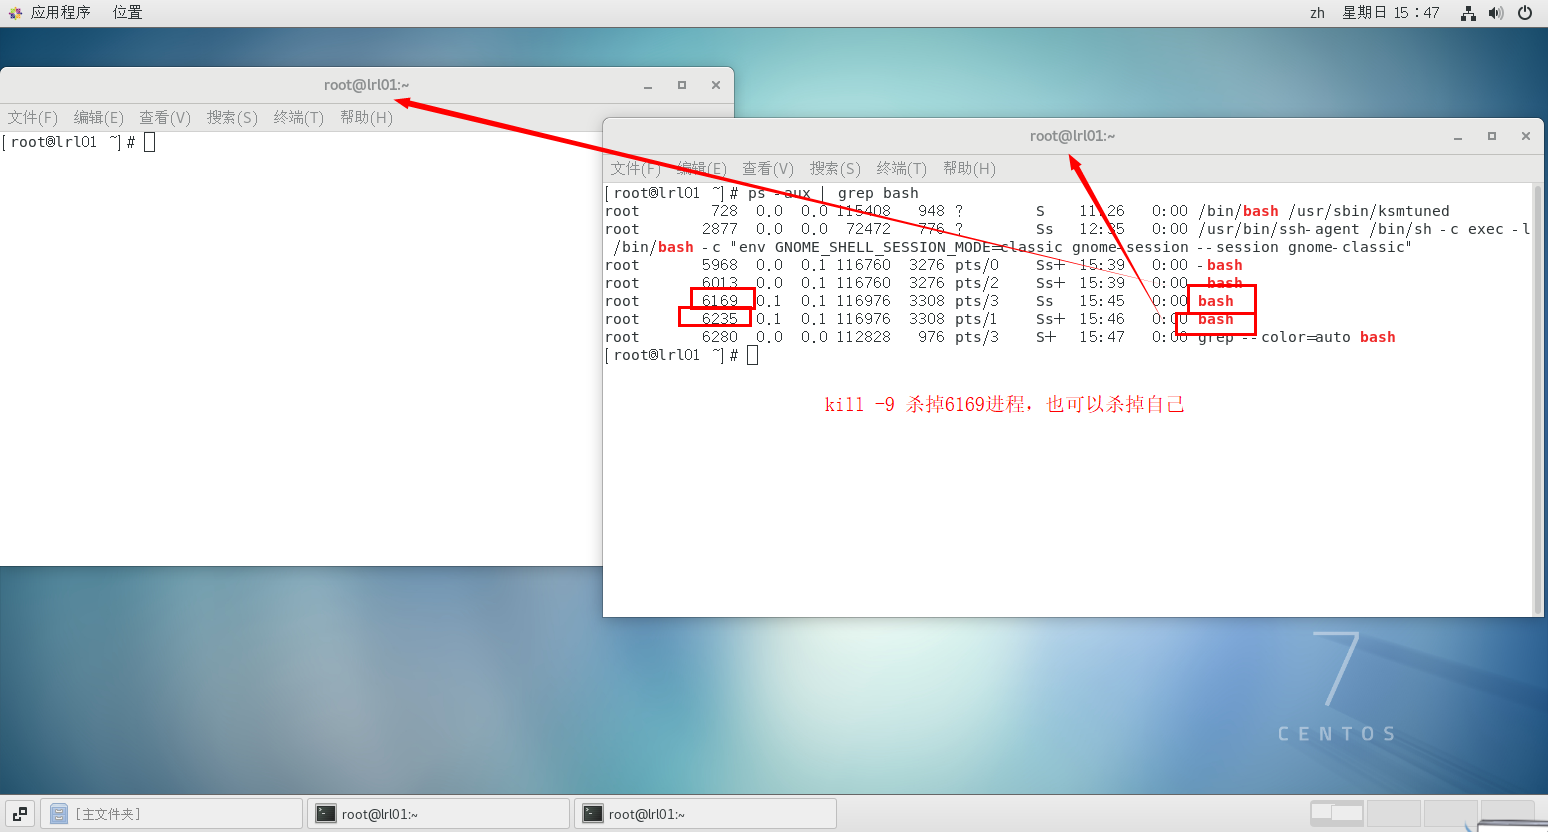 应用程序 位置 zh 星期日 15：47
root@lrl01:~
文件(F) 编辑(E) 查看(V) 搜索(S) 终端(T) 帮助(H)
[root@lrl01 ~]#
root@lrl01:~
文件(F) 编辑(E) 查看(V) 搜索(S) 终端(T) 帮助(H)
[root@lrl01 ~]# ps -aux | grep bash
root 728 0.0 0.0 115408 948 ? S 11:26 0:00 /bin/bash /usr/sbin/ksmtuned
root 2877 0.0 0.0 72472 776 ? Ss 12:35 0:00 /usr/bin/ssh-agent /bin/sh -c exec -l
/bin/bash -c "env GNOME_SHELL_SESSION_MODE=classic gnome-session --session gnome-classic"
root 5968 0.0 0.1 116760 3276 pts/0 Ss+ 15:39 0:00 -bash
root 6013 0.0 0.1 116760 3276 pts/2 Ss+ 15:39 0:00 -bash
root 6169 0.1 0.1 116976 3308 pts/3 Ss 15:45 0:00 bash
root 6235 0.1 0.1 116976 3308 pts/1 Ss+ 15:46 0:00 bash
root 6280 0.0 0.0 112828 976 pts/3 S+ 15:47 0:00 grep --color=auto bash
[root@lrl01 ~]#
kill -9 杀掉6169进程，也可以杀掉自己
7
CENTOS
[主文件夹] root@lrl01:~ root@lrl01:~